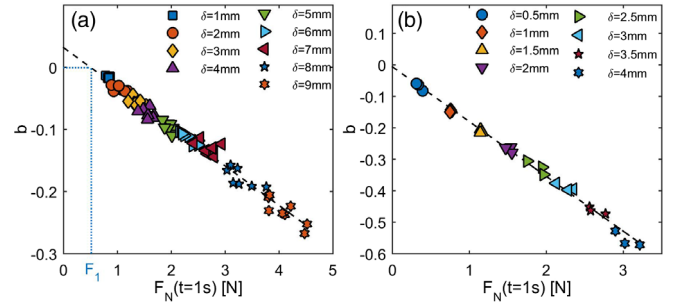 (a)
δ=1mm
δ=2mm
δ=3mm
δ=4mm
δ=5mm
δ=6mm
δ=7mm
δ=8mm
δ=9mm
0
-0.1
-0.2
-0.3
b
0 1 2 3 4 5
F1
FN(t=1s) [N]
(b)
δ=0.5mm
δ=1mm
δ=1.5mm
δ=2mm
δ=2.5mm
δ=3mm
δ=3.5mm
δ=4mm
0.1
0
-0.1
-0.2
-0.3
-0.4
-0.5
-0.6
b
0 1 2 3
FN(t=1s) [N]